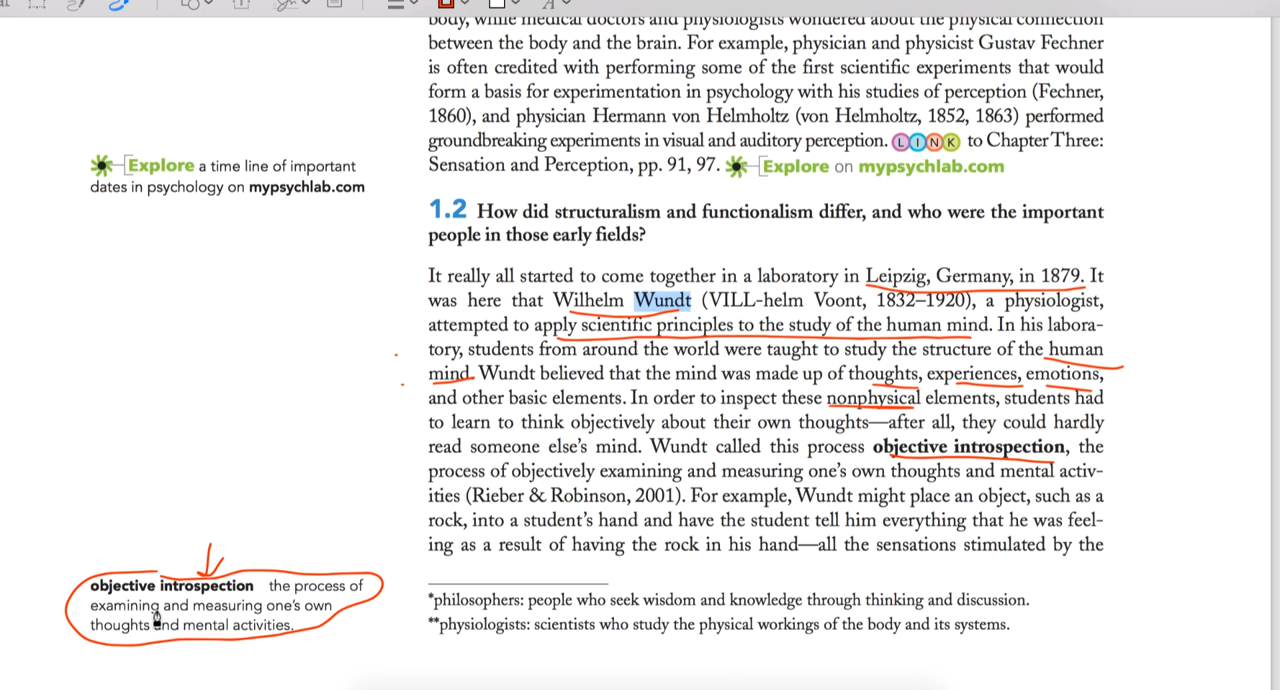 body, while medical doctors and physiologists wondered about the physical connection
between the body and the brain. For example, physician and physicist Gustav Fechner
is often credited with performing some of the first scientific experiments that would
form a basis for experimentation in psychology with his studies of perception (Fechner,
1860), and physician Hermann von Helmholtz (von Helmholtz, 1852, 1863) performed
groundbreaking experiments in visual and auditory perception. LINK to Chapter Three:
Sensation and Perception, pp. 91, 97. Explore on mypsychlab.com
Explore a time line of important
dates in psychology on mypsychlab.com
1.2 How did structuralism and functionalism differ, and who were the important
people in those early fields?
It really all started to come together in a laboratory in Leipzig, Germany, in 1879. It
was here that Wilhelm Wundt (VILL-helm Voont, 1832–1920), a physiologist,
attempted to apply scientific principles to the study of the human mind. In his labora-
tory, students from around the world were taught to study the structure of the human
mind. Wundt believed that the mind was made up of thoughts, experiences, emotions,
and other basic elements. In order to inspect these nonphysical elements, students had
to learn to think objectively about their own thoughts—after all, they could hardly
read someone else's mind. Wundt called this process objective introspection, the
process of objectively examining and measuring one's own thoughts and mental activ-
ities (Rieber & Robinson, 2001). For example, Wundt might place an object, such as a
rock, into a student's hand and have the student tell him everything that he was feel-
ing as a result of having the rock in his hand—all the sensations stimulated by the
objective introspection the process of
examining and measuring one's own
thoughts and mental activities.
*philosophers: people who seek wisdom and knowledge through thinking and discussion.
**physiologists: scientists who study the physical workings of the body and its systems.